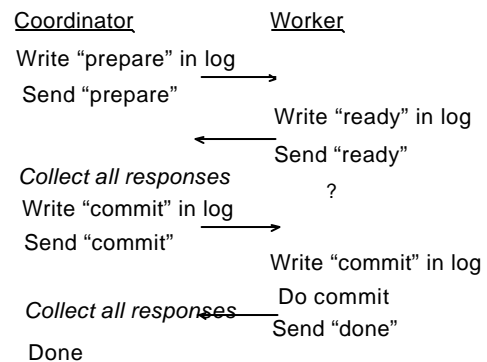 Coordinator Worker
Write “prepare” in log
Send “prepare”
Write “ready” in log
Send “ready”
Collect all responses
?
Write “commit” in log
Send “commit”
Write “commit” in log
Do commit
Collect all responses
Send “done”
Done